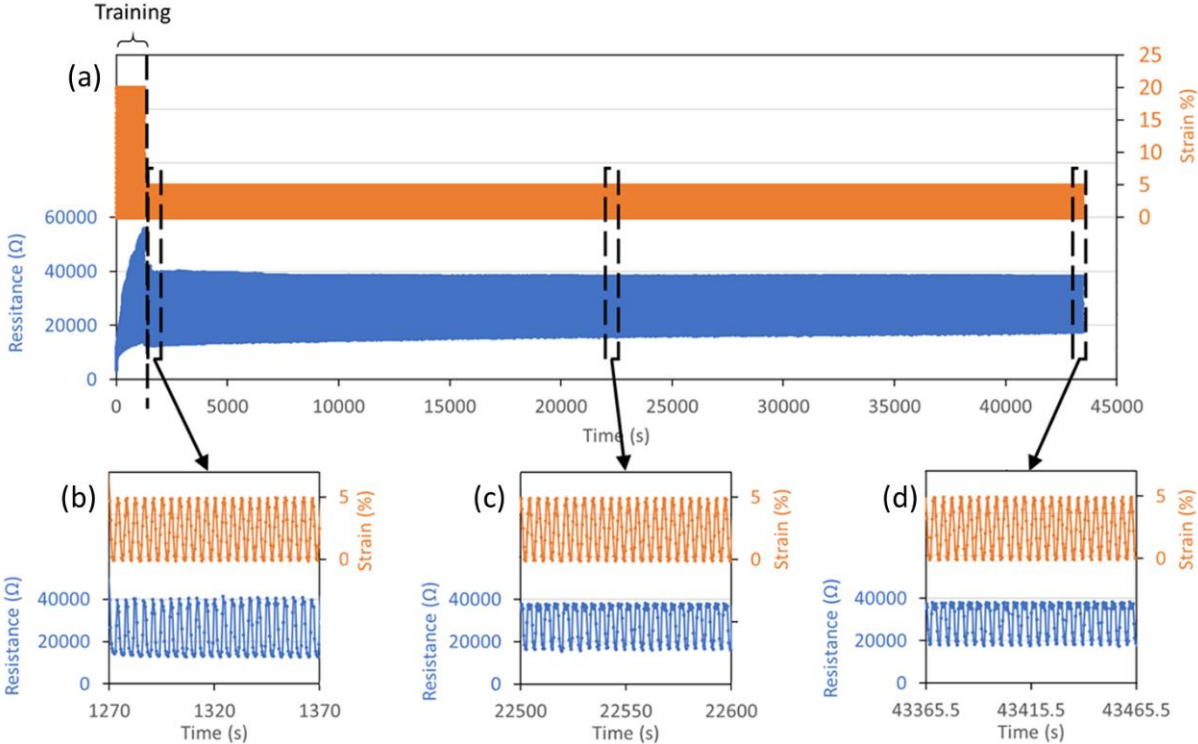 Training
(a)
25
20
15
10
5
0
Strain %)
60000
40000
20000
0
Ressitance (Ω)
0 5000 10000 15000 20000 25000 30000 35000 40000 45000
Time (s)
(b)
5
0
Strain (%)
40000
20000
0
Resistance (Ω)
1270 1320 1370
Time (s)
(c)
5
0
Strain (%)
40000
20000
0
Resistance (Ω)
22500 22550 22600
Time (s)
(d)
5
0
Strain (%)
40000
20000
0
Resistance (Ω)
43365.5 43415.5 43465.5
Time (s)